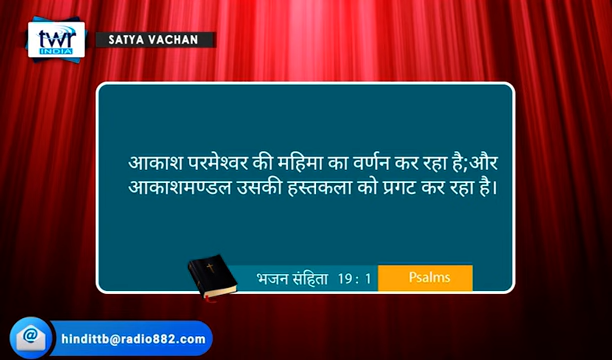 twr
INDIA
SATYA VACHAN
आकाश परमेश्वर की महिमा का वर्णन कर रहा है;और
आकाशमण्डल उसकी हस्तकला को प्रगट कर रहा है।
भजन संहिता 19 : 1 Psalms
hindittb@radio882.com